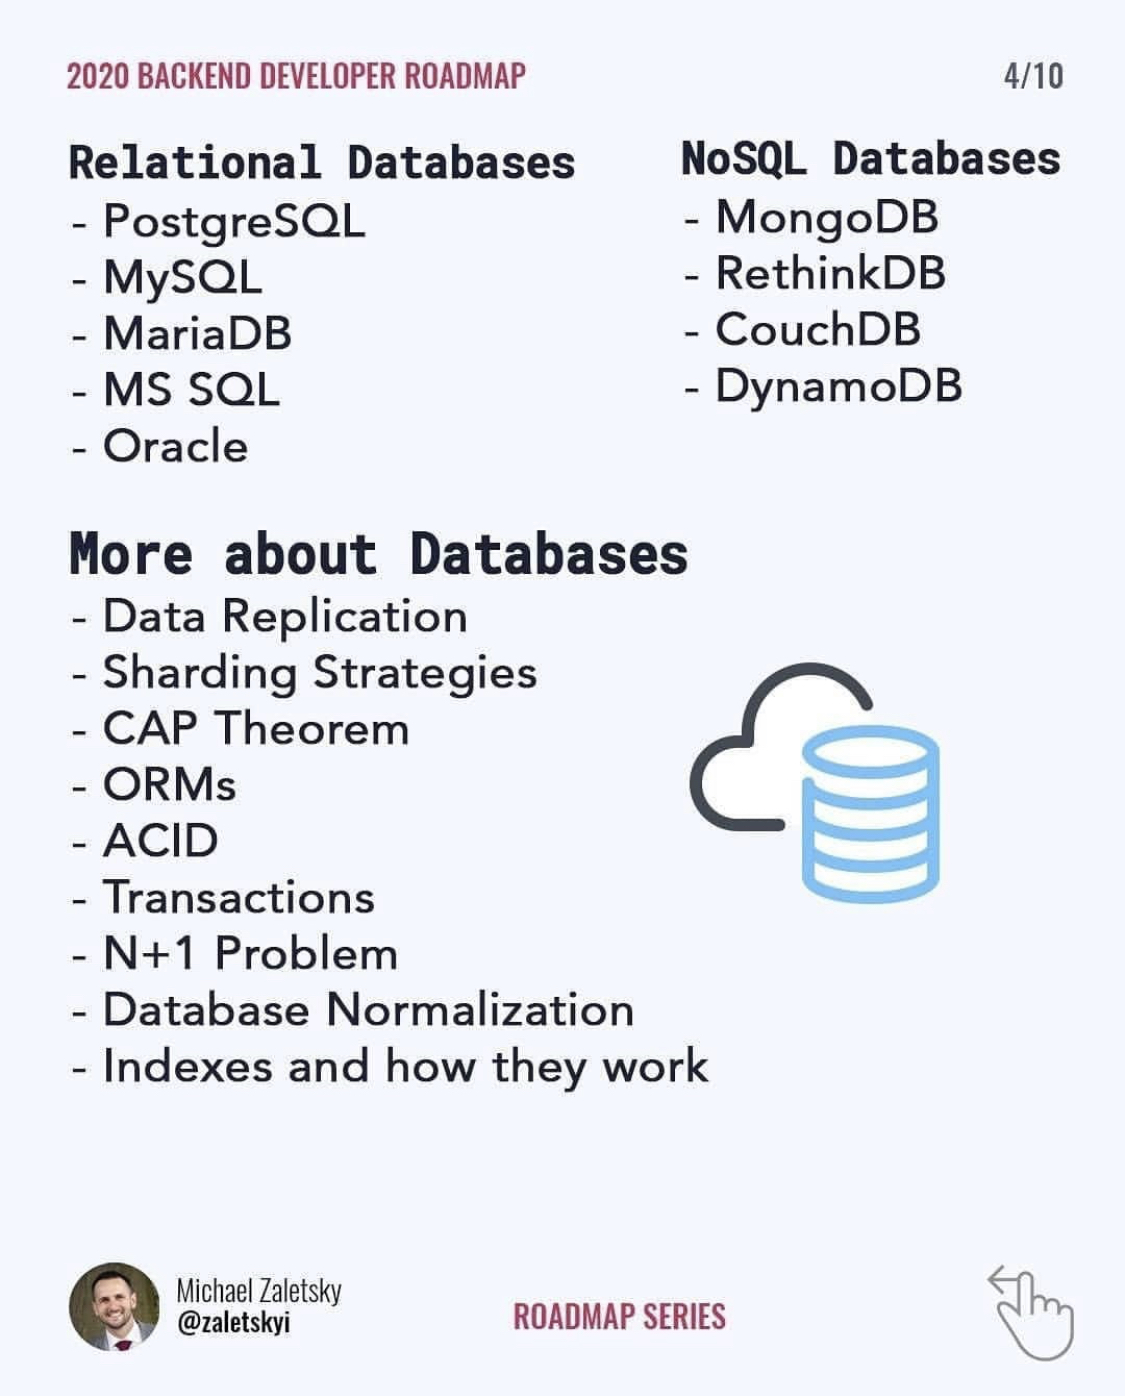 2020 BACKEND DEVELOPER ROADMAP
4/10
Relational Databases
- PostgreSQL
- MySQL
- MariaDB
- MS SQL
- Oracle
NoSQL Databases
- MongoDB
- RethinkDB
- CouchDB
- DynamoDB
More about Databases
- Data Replication
- Sharding Strategies
- CAP Theorem
- ORMs
- ACID
- Transactions
- N+1 Problem
- Database Normalization
- Indexes and how they work
Michael Zaletsky
@zaletskyi
ROADMAP SERIES